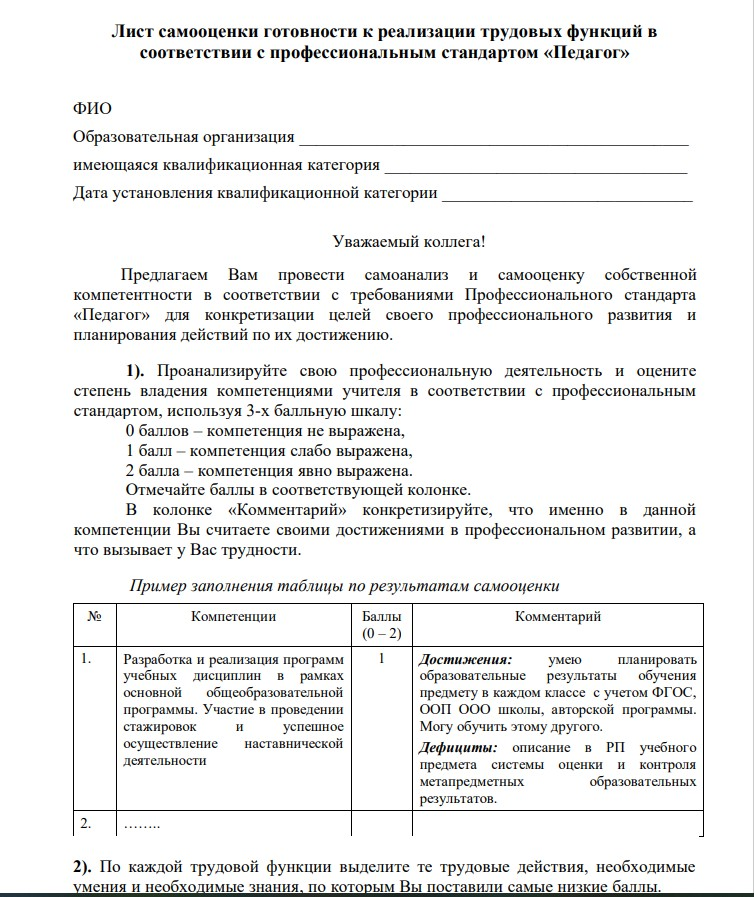 Лист самооценки готовности к реализации трудовых функций в
соответствии с профессиональным стандартом «Педагог»
ФИО
Образовательная организация ______________________________________________
имеющаяся квалификационная категория ____________________________________
Дата установления квалификационной категории ______________________________
Уважаемый коллега!
Предлагаем Вам провести самоанализ и самооценку собственной
компетентности в соответствии с требованиями Профессионального стандарта
«Педагог» для конкретизации целей своего профессионального развития и
планирования действий по их достижению.
1). Проанализируйте свою профессиональную деятельность и оцените
степень владения компетенциями учителя в соответствии с профессиональным
стандартом, используя 3-х балльную шкалу:
0 баллов – компетенция не выражена,
1 балл – компетенция слабо выражена,
2 балла – компетенция явно выражена.
Отмечайте баллы в соответствующей колонке.
В колонке «Комментарий» конкретизируйте, что именно в данной
компетенции Вы считаете своими достижениями в профессиональном развитии, а
что вызывает у Вас трудности.
Пример заполнения таблицы по результатам самооценки
№
Компетенции
Баллы
(0 – 2)
Комментарий
1.
Разработка и реализация программ
учебных дисциплин в рамках
основной общеобразовательной
программы. Участие в проведении
стажировок и успешное
осуществление наставнической
деятельности
1
Достижения: умею планировать
образовательные результаты обучения
предмету в каждом классе с учетом ФГОС,
ООП ООО школы, авторской программы.
Могу обучить этому другого.
Дефициты: описание в РП учебного
предмета системы оценки и контроля
метапредметных образовательных
результатов.
2.
……..
2). По каждой трудовой функции выделите те трудовые действия, необходимые
умения и необходимые знания, по которым Вы поставили самые низкие баллы.